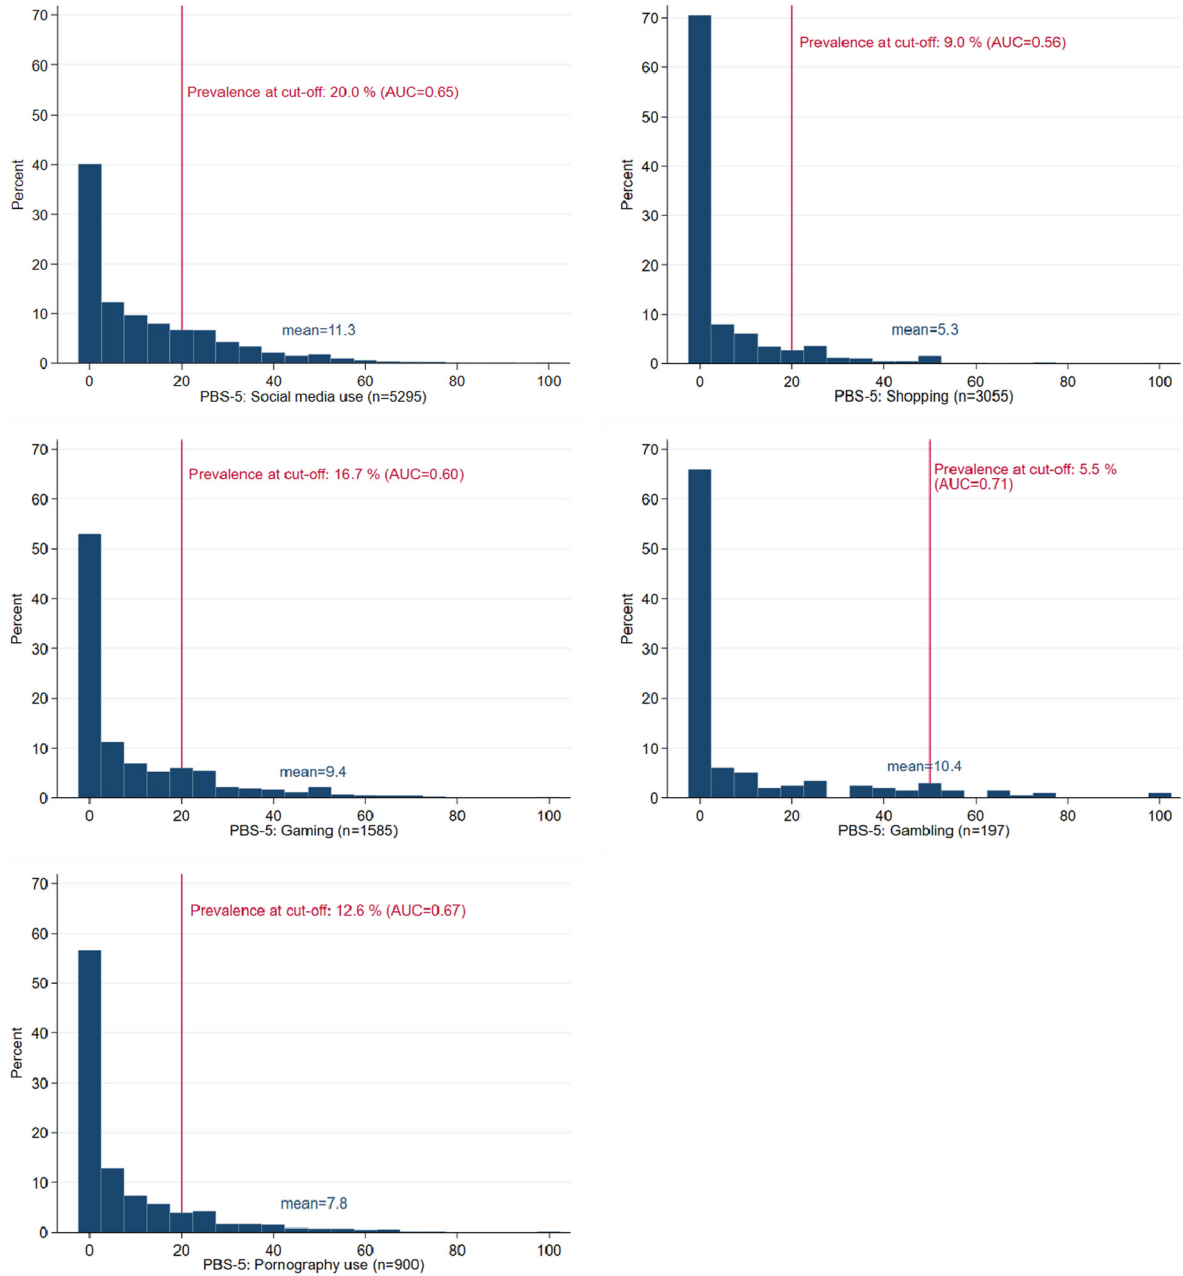 70
60
50
40
30
20
10
0
Percent
Prevalence at cut-off: 20.0 % (AUC=0.65)
mean=11.3
0 20 40 60 80 100
PBS-5: Social media use (n=5295)
70
60
50
40
30
20
10
0
Percent
Prevalence at cut-off: 9.0 % (AUC=0.56)
mean=5.3
0 20 40 60 80 100
PBS-5: Shopping (n=3055)
70
60
50
40
30
20
10
0
Percent
Prevalence at cut-off: 16.7 % (AUC=0.60)
mean=9.4
0 20 40 60 80 100
PBS-5: Gaming (n=1585)
70
60
50
40
30
20
10
0
Percent
Prevalence at cut-off: 5.5 %
(AUC=0.71)
mean=10.4
0 20 40 60 80 100
PBS-5: Gambling (n=197)
70
60
50
40
30
20
10
0
Percent
Prevalence at cut-off: 12.6 % (AUC=0.67)
mean=7.8
0 20 40 60 80 100
PBS-5: Pornography use (n=900)